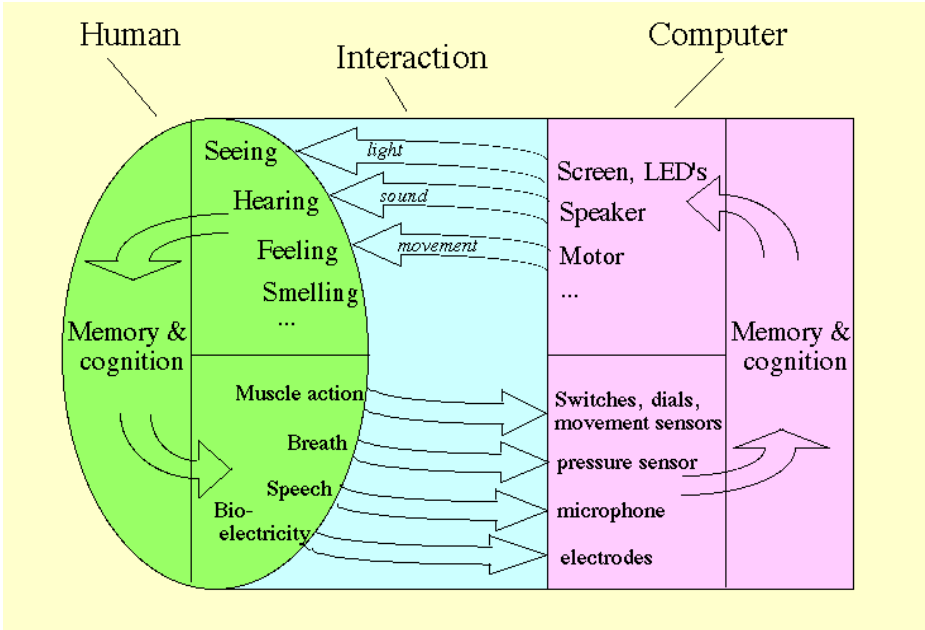 Human
Interaction
Computer
Seeing
Hearing
Feeling
Smelling
...
light
sound
movement
Screen, LED's
Speaker
Motor
...
Memory &
cognition
Memory &
cognition
Muscle action
Breath
Speech
Bio-
electricity
Switches, dials,
movement sensors
pressure sensor
microphone
electrodes